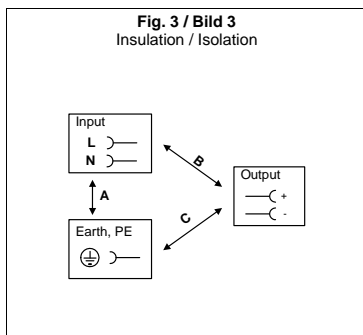 Fig. 3 / Bild 3
Insulation / Isolation
Input
L
N
B
Output
+
-
A
C
Earth, PE